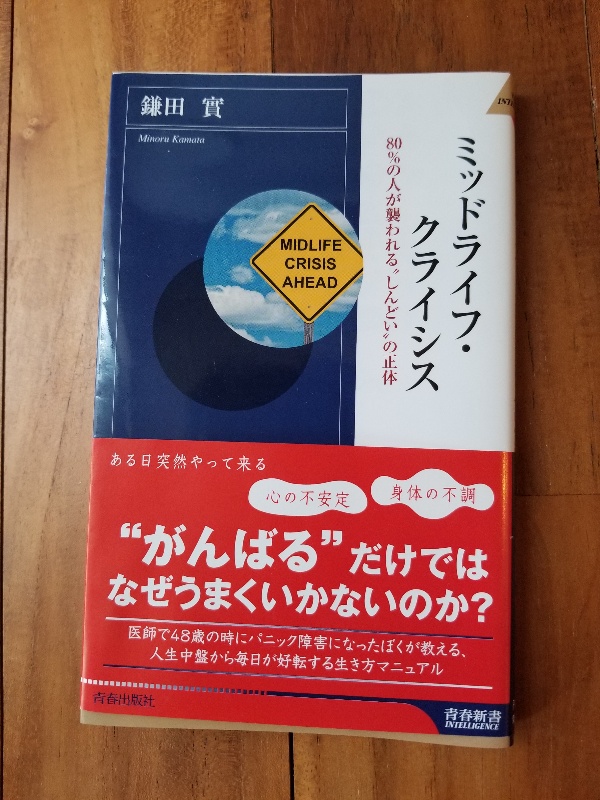 鎌田 實
Minoru Kamata
ミッドライフ・
クライシス
80%の人が襲われる〝しんどい〟の正体
MIDLIFE
CRISIS
AHEAD
ある日突然やって来る
心の不安定
身体の不調
“がんばる”だけでは
なぜうまくいかないのか?
医師で48歳の時にパニック障害になったぼくが教える、
人生中盤から毎日が好転する生き方マニュアル
青春出版社
青春新書
INTELLIGENCE